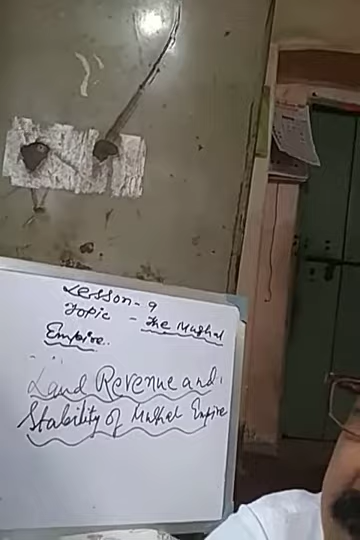 Lesson-9
Topic - The Mughal
Empire.
Land Revenue and
Stability of Mughal Empire